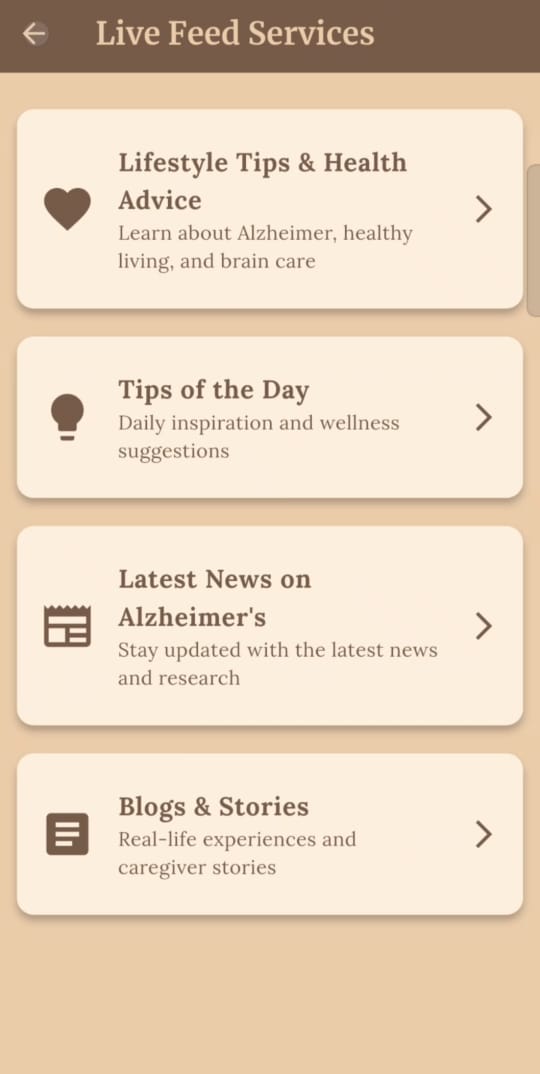 Live Feed Services
Lifestyle Tips & Health
Advice
Learn about Alzheimer, healthy
living, and brain care
Tips of the Day
Daily inspiration and wellness
suggestions
Latest News on
Alzheimer's
Stay updated with the latest news
and research
Blogs & Stories
Real-life experiences and
caregiver stories